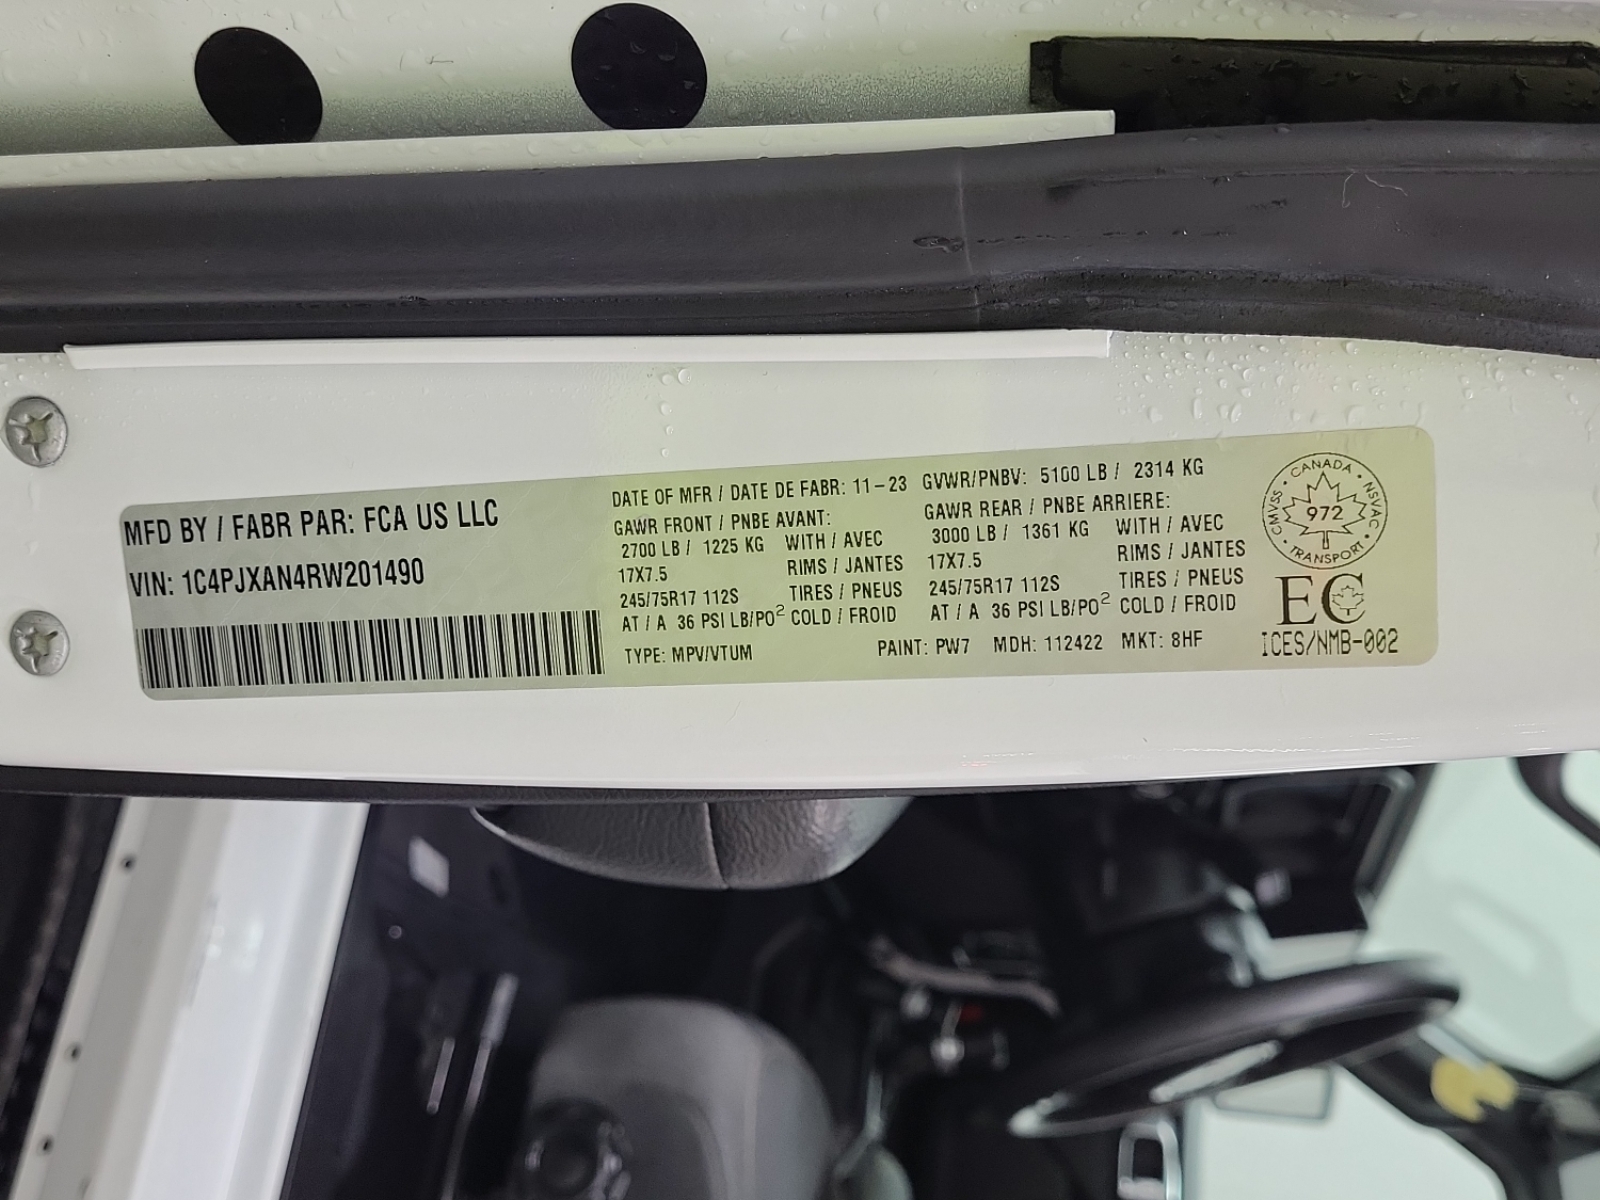 MFD BY / FABR PAR: FCA US LLC
VIN: 1C4PJXAN4RW201490
DATE OF MFR / DATE DE FABR: 11-23 GVWR/PNBV: 5100 LB / 2314 KG
GAWR FRONT / PNBE AVANT:
2700 LB / 1225 KG WITH / AVEC
17X7.5 RIMS / JANTES
245/75R17 112S TIRES / PNEUS
AT / A 36 PSI LB/PO² COLD / FROID
GAWR REAR / PNBE ARRIERE:
3000 LB / 1361 KG WITH / AVEC
17X7.5 RIMS / JANTES
245/75R17 112S TIRES / PNEUS
AT / A 36 PSI LB/PO² COLD / FROID
TYPE: MPV/VTUM PAINT: PW7 MDH: 112422 MKT: 8HF
CANADA • NSVAC • TRANSPORT • CMVSS •
972
EC
ICES/NMB-002